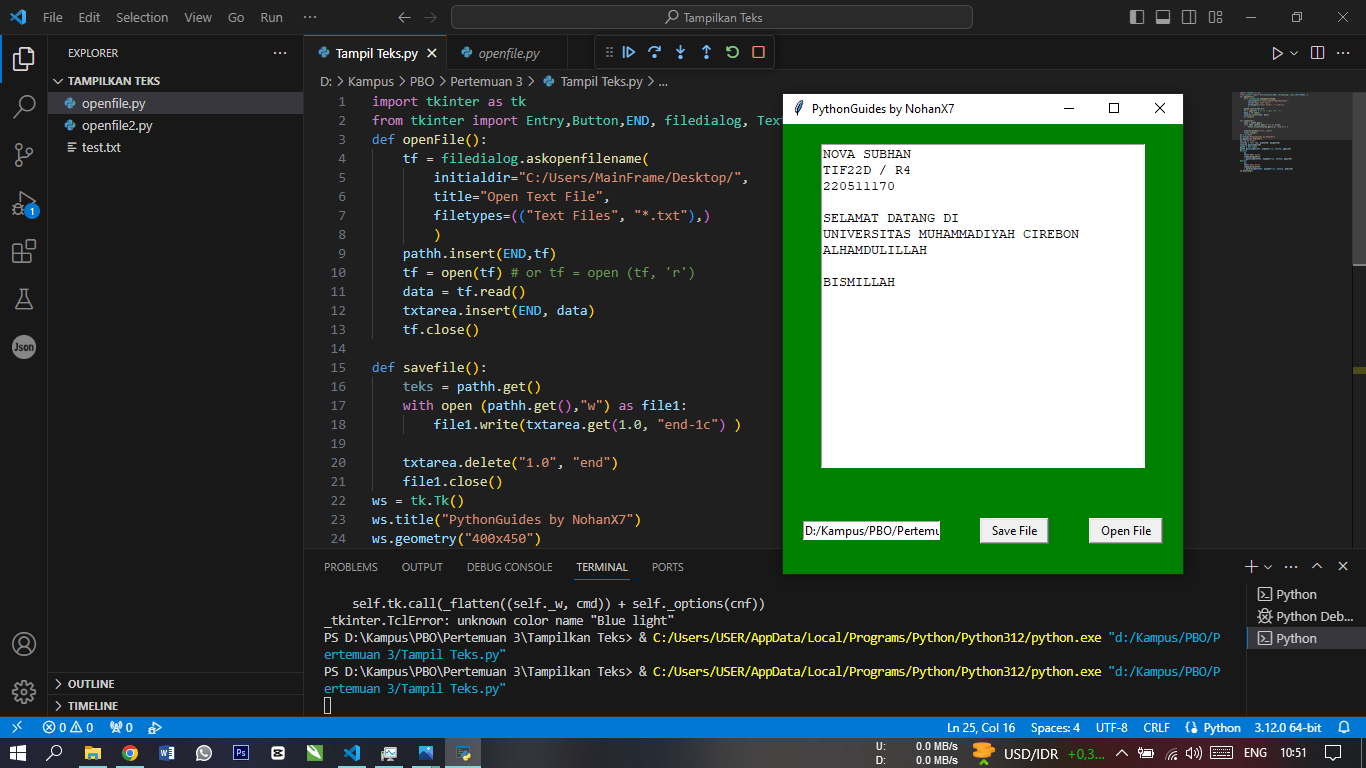 File Edit Selection View Go Run ··· Tampilkan Teks
EXPLORER ···
TAMPILKAN TEKS
openfile.py
openfile2.py
test.txt
OUTLINE
TIMELINE
Json
1
Tampil Teks.py openfile.py
D: > Kampus > PBO > Pertemuan 3 > Tampil Teks.py > ...
1 import tkinter as tk
2 from tkinter import Entry,Button,END, filedialog, Text
3 def openFile():
4 tf = filedialog.askopenfilename(
5 initialdir="C:/Users/MainFrame/Desktop/",
6 title="Open Text File",
7 filetypes=(("Text Files", "*.txt"),)
8 )
9 pathh.insert(END,tf)
10 tf = open(tf) # or tf = open (tf, 'r')
11 data = tf.read()
12 txtarea.insert(END, data)
13 tf.close()
14
15 def savefile():
16 teks = pathh.get()
17 with open (pathh.get(),"w") as file1:
18 file1.write(txtarea.get(1.0, "end-1c") )
19
20 txtarea.delete("1.0", "end")
21 file1.close()
22 ws = tk.Tk()
23 ws.title("PythonGuides by NohanX7")
24 ws.geometry("400x450")
PythonGuides by NohanX7
NOVA SUBHAN
TIF22D / R4
220511170
SELAMAT DATANG DI
UNIVERSITAS MUHAMMADIYAH CIREBON
ALHAMDULILLAH
BISMILLAH
D:/Kampus/PBO/Pertemu Save File Open File
PROBLEMS OUTPUT DEBUG CONSOLE TERMINAL PORTS
self.tk.call(_flatten((self._w, cmd)) + self._options(cnf))
_tkinter.TclError: unknown color name "Blue light"
PS D:\Kampus\PBO\Pertemuan 3\Tampilkan Teks> & C:/Users/USER/AppData/Local/Programs/Python/Python312/python.exe "d:/Kampus/PBO/P
ertemuan 3/Tampil Teks.py"
PS D:\Kampus\PBO\Pertemuan 3\Tampilkan Teks> & C:/Users/USER/AppData/Local/Programs/Python/Python312/python.exe "d:/Kampus/PBO/P
ertemuan 3/Tampil Teks.py"
Python
Python Deb...
Python
0 0 0 Ln 25, Col 16 Spaces: 4 UTF-8 CRLF Python 3.12.0 64-bit
U: 0.0 MB/s
D: 0.0 MB/s
USD/IDR +0,3... ENG 10:51